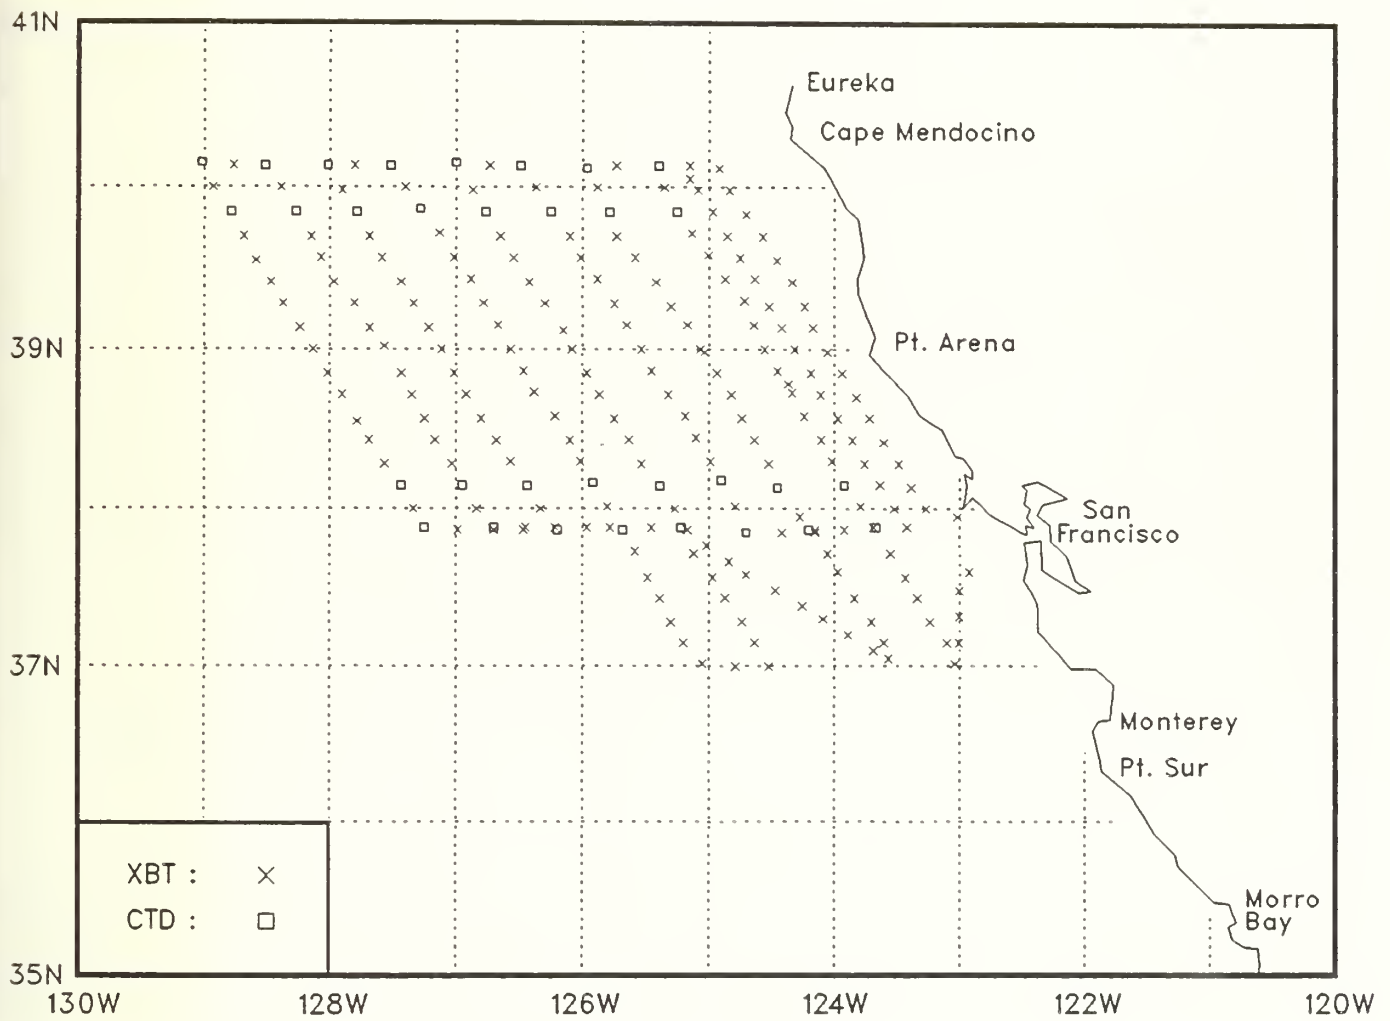 41N
Eureka
Cape Mendocino
39N
Pt. Arena
San
Francisco
37N
Monterey
Pt. Sur
XBT :
CTD :
Morro
Bay
35N
130W 128W 126W 124W 122W 120W